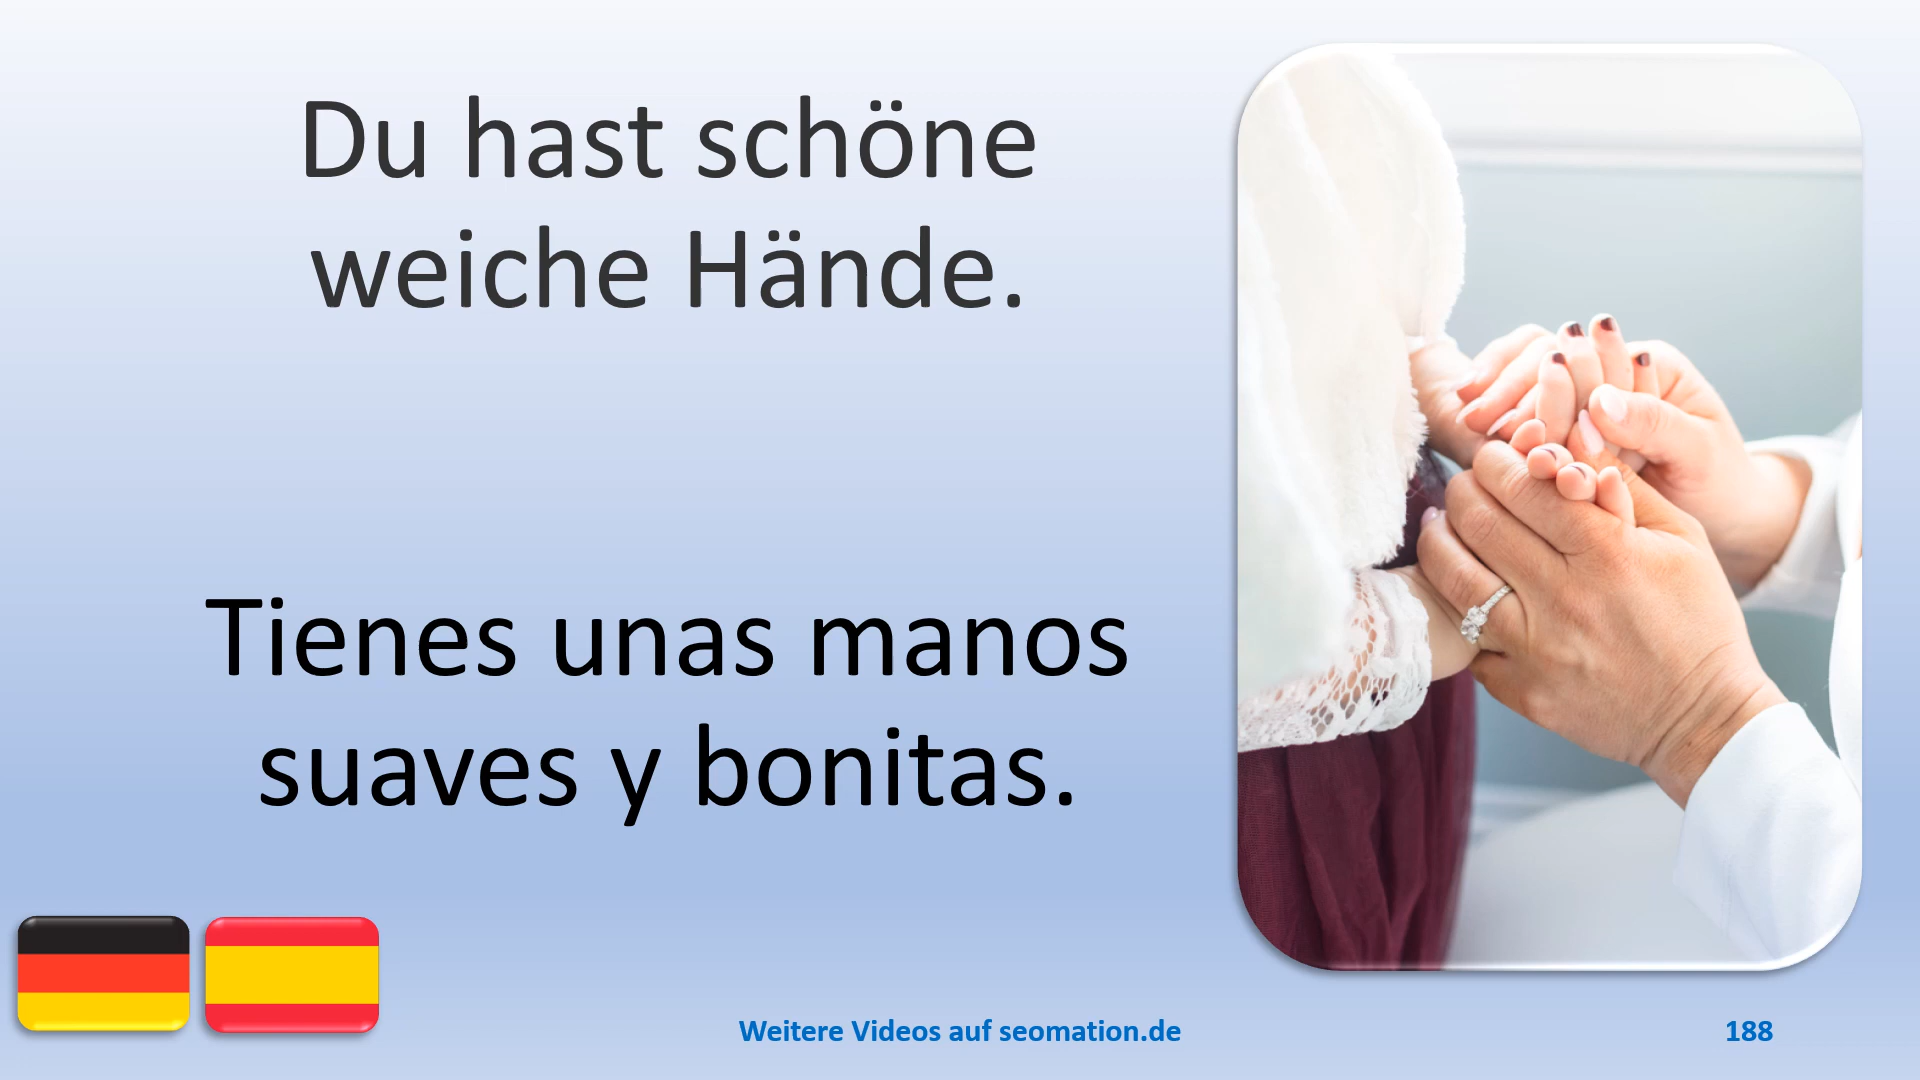 Du hast schöne
weiche Hände.
Tienes unas manos
suaves y bonitas.
Weitere Videos auf seomation.de
188